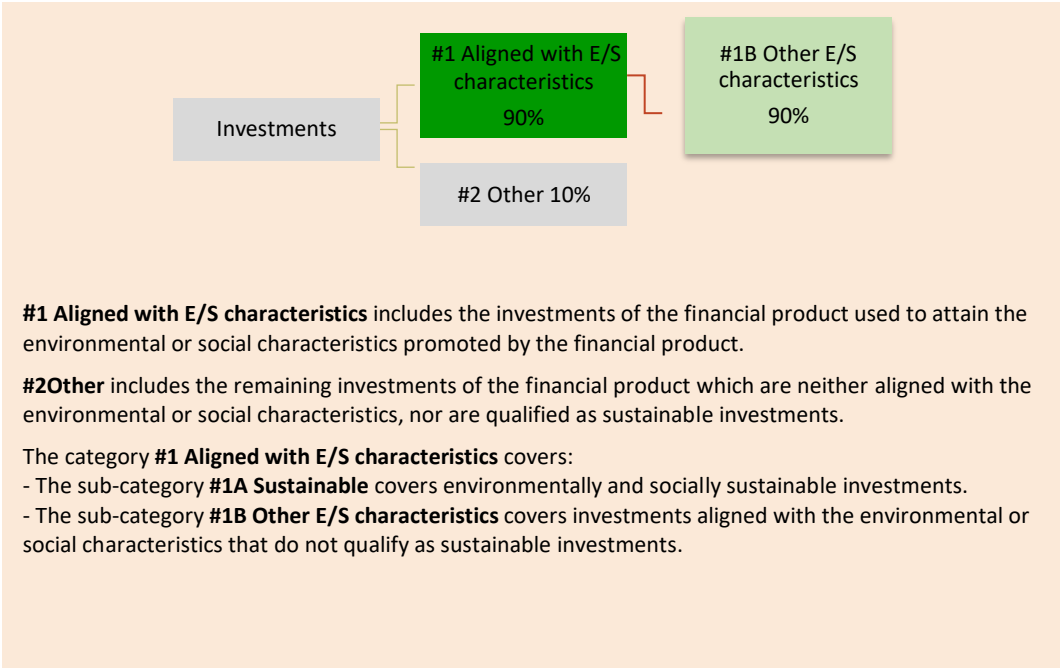 #1 Aligned with E/S
characteristics
90%
#1B Other E/S
characteristics
90%
Investments
#2 Other 10%
#1 Aligned with E/S characteristics includes the investments of the financial product used to attain the
environmental or social characteristics promoted by the financial product.
#2Other includes the remaining investments of the financial product which are neither aligned with the
environmental or social characteristics, nor are qualified as sustainable investments.
The category #1 Aligned with E/S characteristics covers:
- The sub-category #1A Sustainable covers environmentally and socially sustainable investments.
- The sub-category #1B Other E/S characteristics covers investments aligned with the environmental or
social characteristics that do not qualify as sustainable investments.